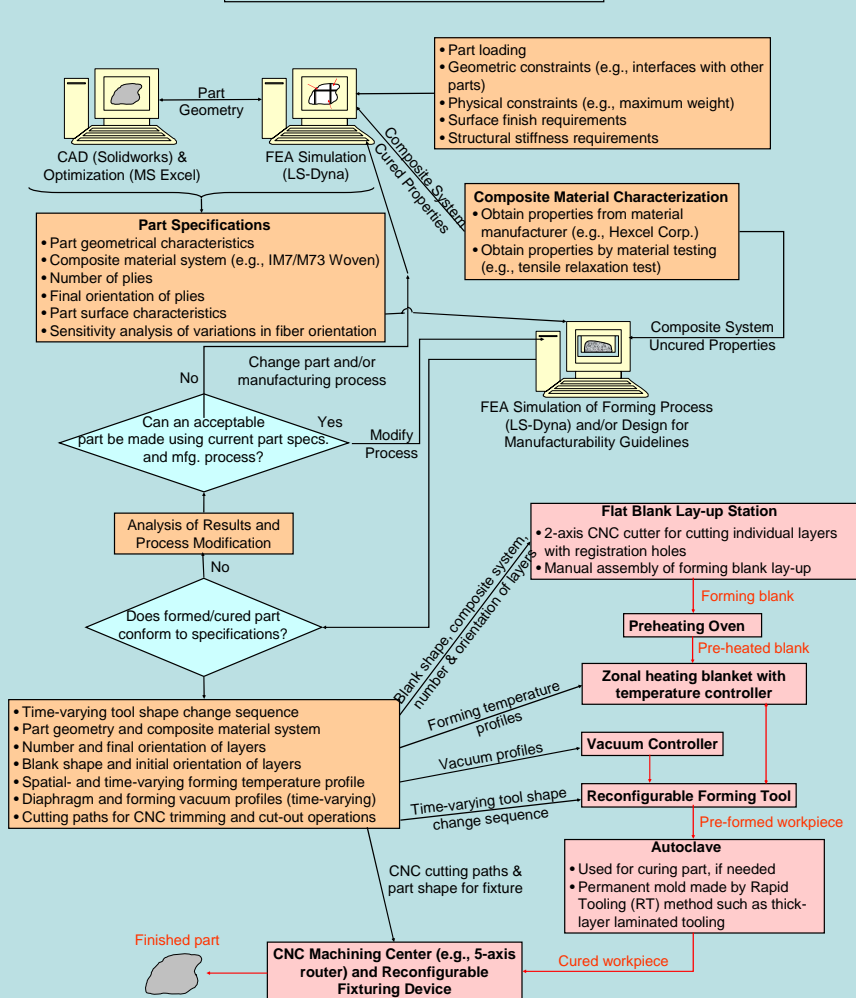 • Part loading
• Geometric constraints (e.g., interfaces with other
parts)
• Physical constraints (e.g., maximum weight)
• Surface finish requirements
• Structural stiffness requirements
Part
Geometry
CAD (Solidworks) &
Optimization (MS Excel)
FEA Simulation
(LS-Dyna)
Composite System
Cured Properties
Composite Material Characterization
• Obtain properties from material
manufacturer (e.g., Hexcel Corp.)
• Obtain properties by material testing
(e.g., tensile relaxation test)
Part Specifications
• Part geometrical characteristics
• Composite material system (e.g., IM7/M73 Woven)
• Number of plies
• Final orientation of plies
• Part surface characteristics
• Sensitivity analysis of variations in fiber orientation
Composite System
Uncured Properties
Change part and/or
manufacturing process
No
FEA Simulation of Forming Process
(LS-Dyna) and/or Design for
Manufacturability Guidelines
Can an acceptable
part be made using current part specs.
and mfg. process?
Yes
Modify
Process
Analysis of Results and
Process Modification
No
Does formed/cured part
conform to specifications?
Flat Blank Lay-up Station
• 2-axis CNC cutter for cutting individual layers
with registration holes
• Manual assembly of forming blank lay-up
Forming blank
Preheating Oven
Pre-heated blank
Zonal heating blanket with
temperature controller
Blank shape, composite system,
number & orientation of layers
Forming temperature
profiles
Vacuum profiles
Vacuum Controller
• Time-varying tool shape change sequence
• Part geometry and composite material system
• Number and final orientation of layers
• Blank shape and initial orientation of layers
• Spatial- and time-varying forming temperature profile
• Diaphragm and forming vacuum profiles (time-varying)
• Cutting paths for CNC trimming and cut-out operations
Time-varying tool shape
change sequence
Reconfigurable Forming Tool
Pre-formed workpiece
Autoclave
• Used for curing part, if needed
• Permanent mold made by Rapid
Tooling (RT) method such as thick-
layer laminated tooling
CNC cutting paths &
part shape for fixture
Finished part
CNC Machining Center (e.g., 5-axis
router) and Reconfigurable
Fixturing Device
Cured workpiece